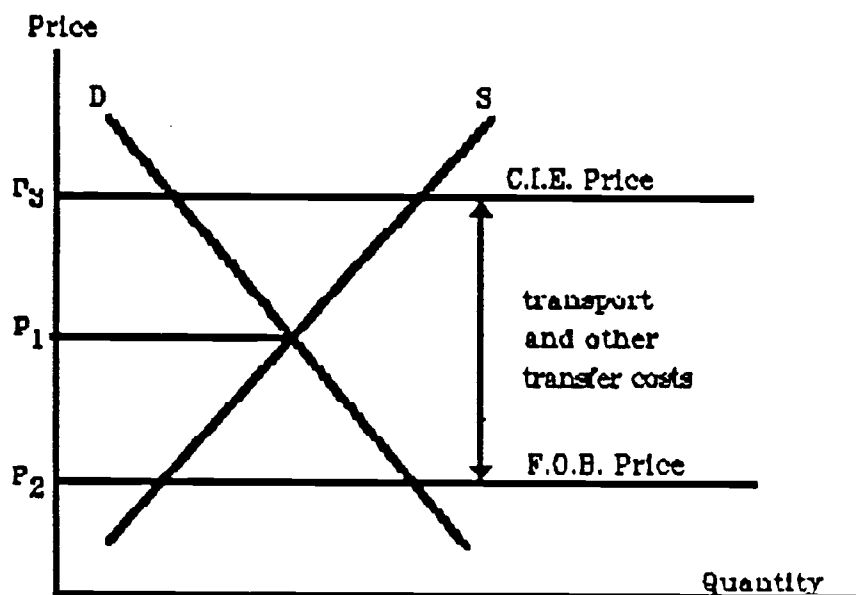 Price
D
S
C.I.E. Price
P1
transport
and other
transfer costs
P2
F.O.B. Price
Quantity